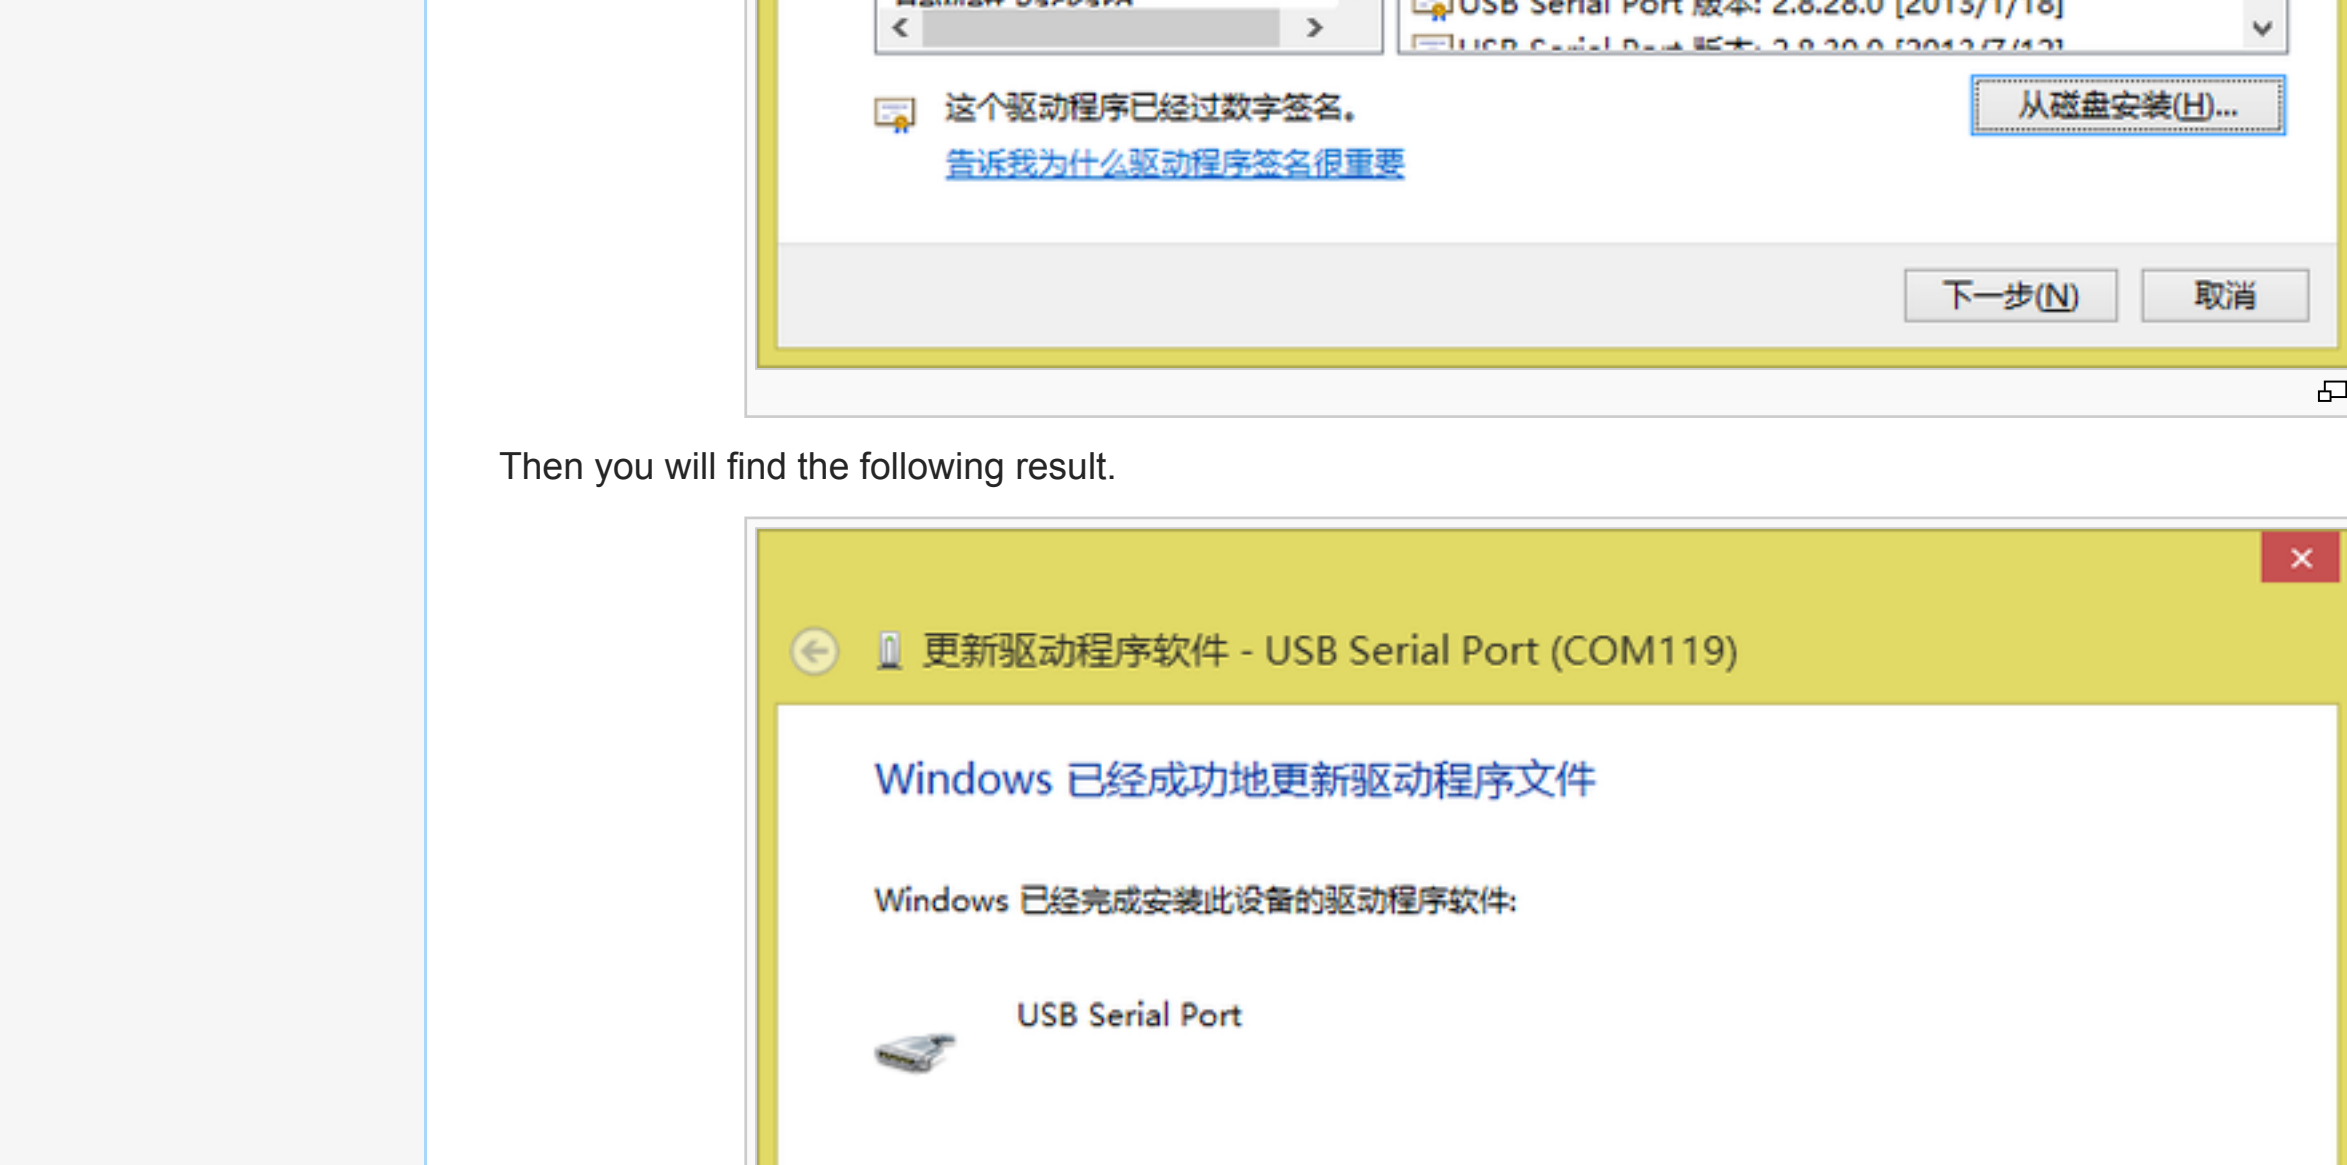 USB Serial Port 版本: 2.8.28.0 [2013/1/18]
这个驱动程序已经过数字签名。
从磁盘安装(H)...
告诉我为什么驱动程序签名很重要
下一步(N)
取消
Then you will find the following result.
更新驱动程序软件 - USB Serial Port (COM119)
Windows 已经成功地更新驱动程序文件
Windows 已经完成安装此设备的驱动程序软件:
USB Serial Port